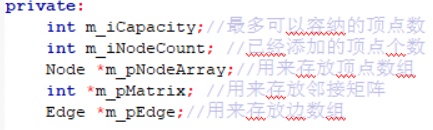 private:
int m_iCapacity;//最多可以容纳的顶点数
int m_iNodeCount; //已经添加的顶点个数
Node *m_pNodeArray;//用来存放顶点数组
int *m_pMatrix; //用来存放邻接矩阵
Edge *m_pEdge;//用来存放边数组